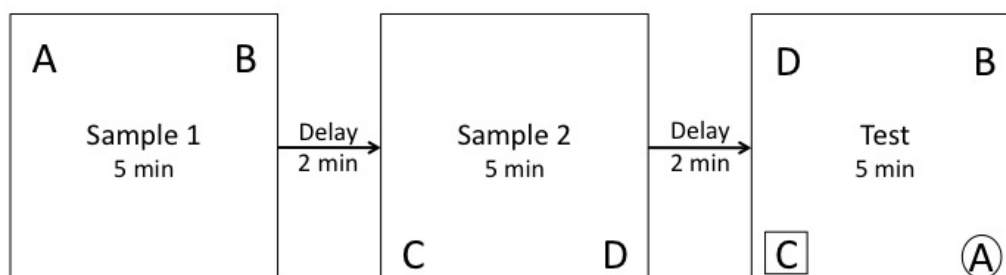 A B
Sample 1
5 min
C D
Delay
2 min
Sample 2
5 min
Delay
2 min
D B
Test
5 min
C A